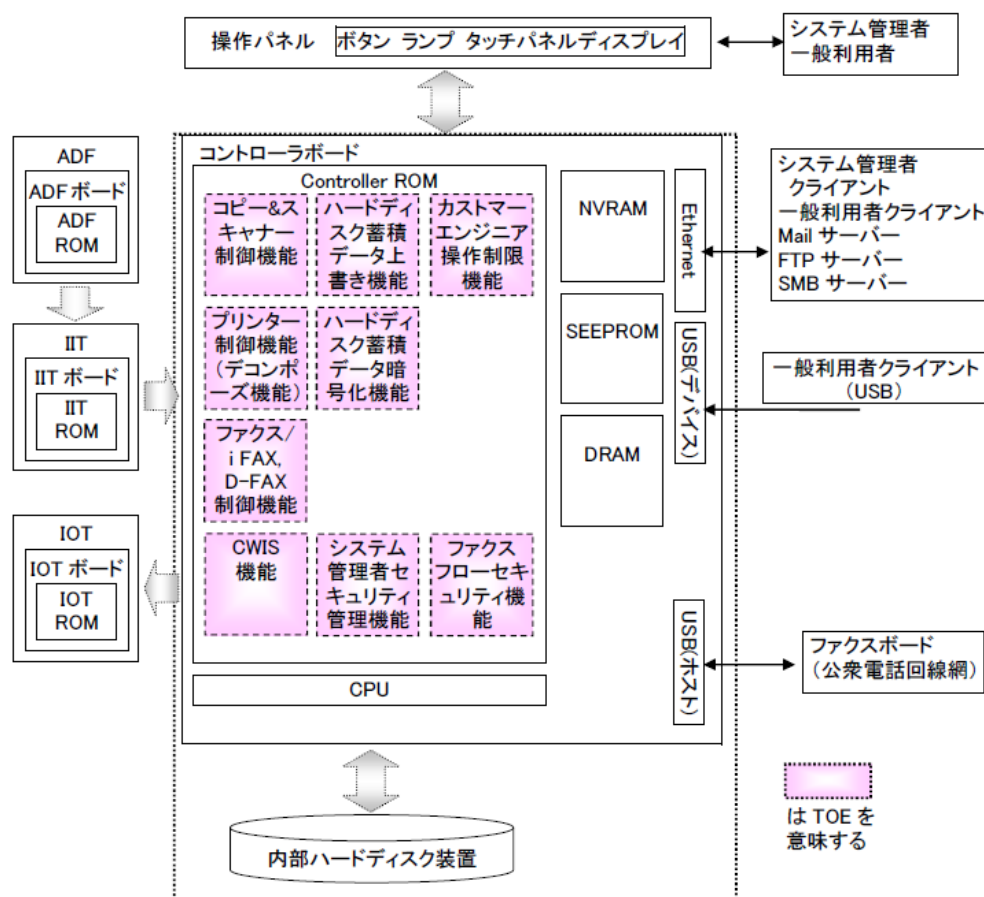 操作パネル ボタン ランプ タッチパネルディスプレイ
システム管理者
一般利用者
ADF
ADF ボード
ADF
ROM
IIT
IIT ボード
IIT
ROM
IOT
IOT ボード
IOT
ROM
コントローラボード
Controller ROM
コピー&ス
キャナー
制御機能
ハードディ
スク蓄積
データ上
書き機能
カストマー
エンジニア
操作制限
機能
プリンター
制御機能
(デコンポ
ーズ機能)
ハードディ
スク蓄積
データ暗
号化機能
ファクス/
i FAX,
D-FAX
制御機能
CWIS
機能
システム
管理者セ
キュリティ
管理機能
ファクス
フローセキ
ュリティ機
能
CPU
NVRAM
SEEPROM
DRAM
Ethernet
USB(デバイス)
USB(ホスト)
システム管理者
クライアント
一般利用者クライアント
Mail サーバー
FTP サーバー
SMB サーバー
一般利用者クライアント
(USB)
ファクスボード
(公衆電話回線網)
内部ハードディスク装置
は TOE を
意味する